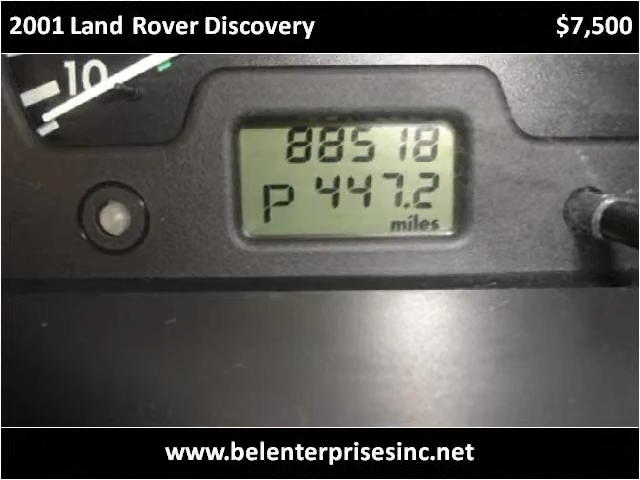 2001 Land Rover Discovery $7,500
10
88518
P 447.2
miles
www.belenterprisesinc.net